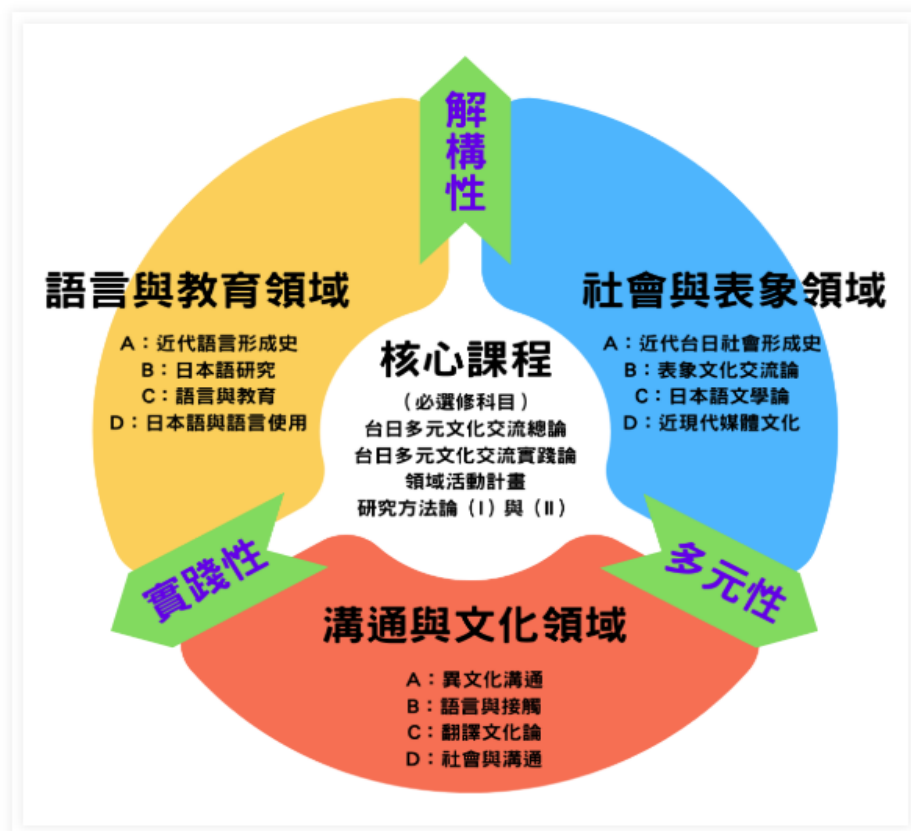 解構性
語言與教育領域
A：近代語言形成史
B：日本語研究
C：語言與教育
D：日本語與語言使用
社會與表象領域
A：近代台日社會形成史
B：表象文化交流論
C：日本語文學論
D：近現代媒體文化
核心課程
（必選修科目）
台日多元文化交流總論
台日多元文化交流實踐論
領域活動計畫
研究方法論（I）與（II）
實踐性
多元性
溝通與文化領域
A：異文化溝通
B：語言與接觸
C：翻譯文化論
D：社會與溝通